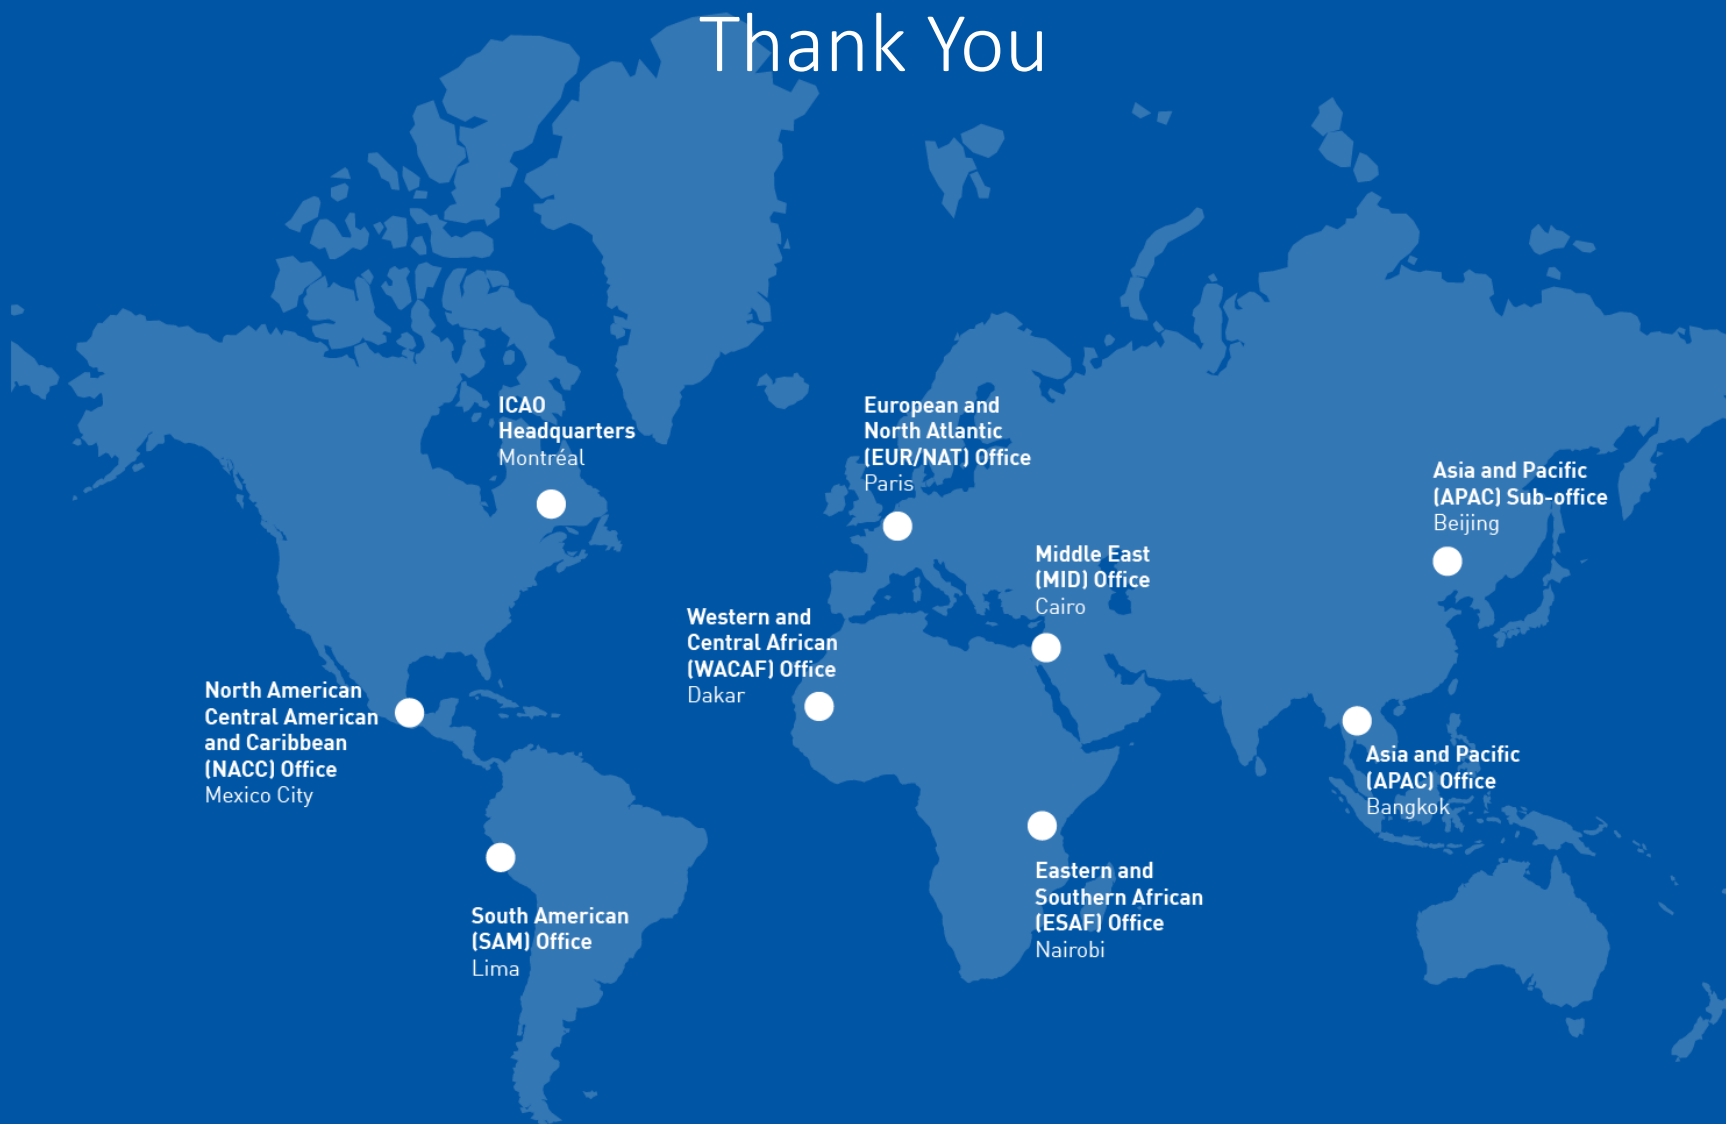 Thank You
ICAO
Headquarters
Montréal
European and
North Atlantic
(EUR/NAT) Office
Paris
Asia and Pacific
(APAC) Sub-office
Beijing
Middle East
(MID) Office
Cairo
Western and
Central African
(WACAF) Office
Dakar
North American
Central American
and Caribbean
(NACC) Office
Mexico City
Asia and Pacific
(APAC) Office
Bangkok
Eastern and
Southern African
(ESAF) Office
Nairobi
South American
(SAM) Office
Lima